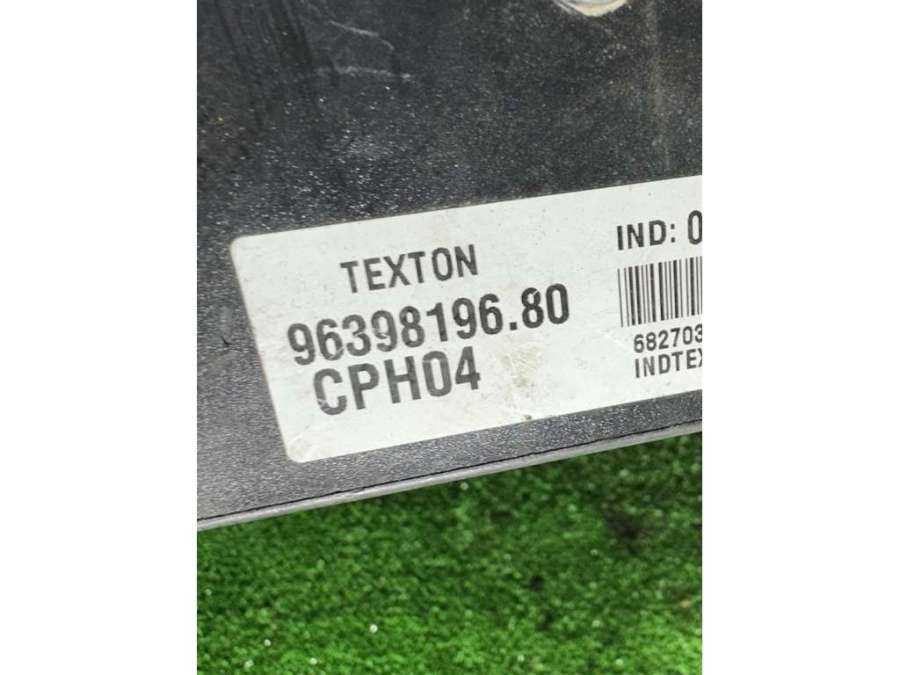 TEXTON
96398196.80
CPH04
IND: 0
682703
INDTEX